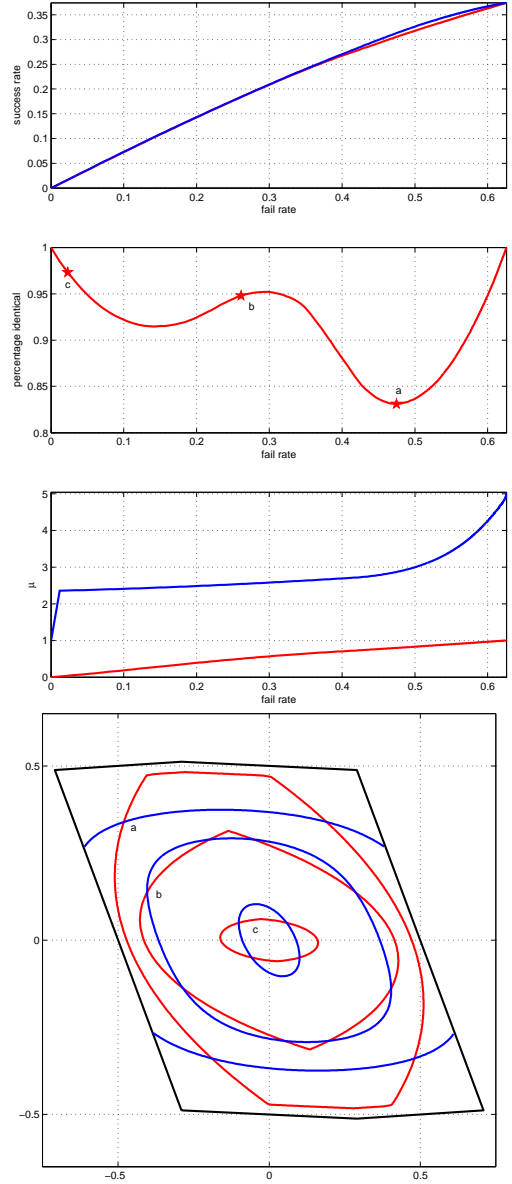 0.35
0.3
0.25
0.2
0.15
0.1
0.05
0
success rate
0 0.1 0.2 0.3 0.4 0.5 0.6
fail rate
1
0.95
0.9
0.85
0.8
percentage identical
c
b
a
0 0.1 0.2 0.3 0.4 0.5 0.6
fail rate
5
4
3
2
1
0
μ
0 0.1 0.2 0.3 0.4 0.5 0.6
fail rate
0.5
0
−0.5
a
b
c
−0.5 0 0.5